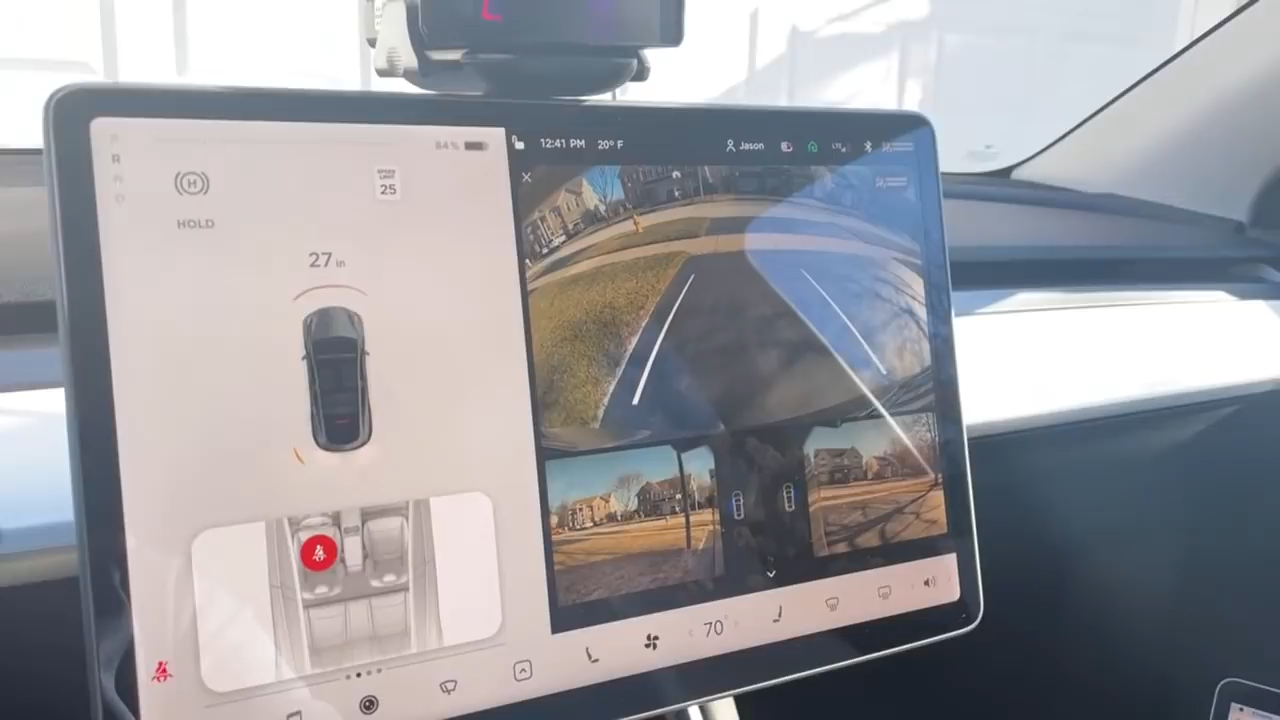 P
R
N
D
84%
HOLD
SPEED LIMIT
25
27 in
12:41 PM 20° F
Jason
LTE
70